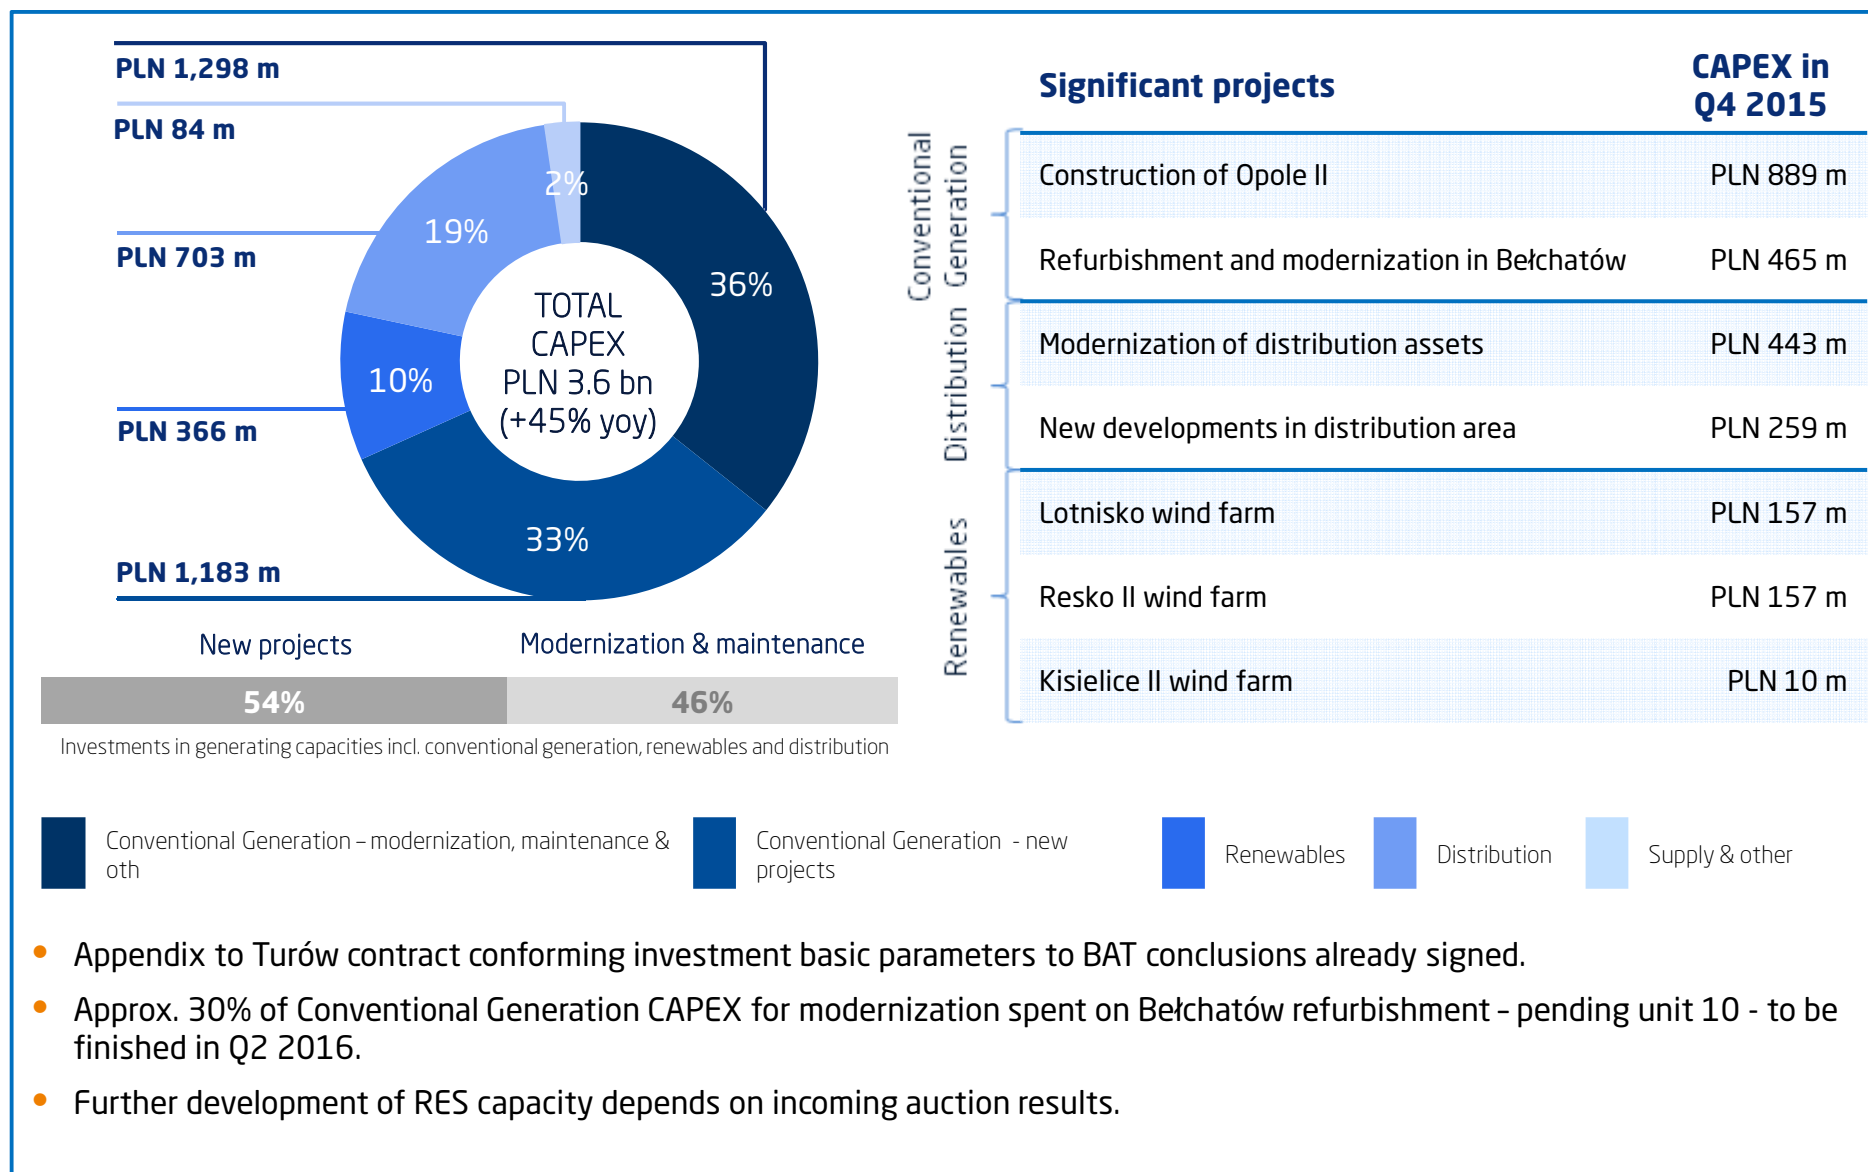 PLN 1,298 m
PLN 84 m
PLN 703 m
PLN 366 m
PLN 1,183 m
2%
19%
36%
10%
33%
TOTAL
CAPEX
PLN 3.6 bn
(+45% yoy)
New projects
Modernization & maintenance
54%
46%
Investments in generating capacities incl. conventional generation, renewables and distribution
Significant projects
CAPEX in
Q4 2015
Conventional
Generation
Construction of Opole II PLN 889 m
Refurbishment and modernization in Bełchatów PLN 465 m
Distribution
Modernization of distribution assets PLN 443 m
New developments in distribution area PLN 259 m
Renewables
Lotnisko wind farm PLN 157 m
Resko II wind farm PLN 157 m
Kisielice II wind farm PLN 10 m
Conventional Generation – modernization, maintenance &
oth
Conventional Generation - new
projects
Renewables
Distribution
Supply & other
• Appendix to Turów contract conforming investment basic parameters to BAT conclusions already signed.
• Approx. 30% of Conventional Generation CAPEX for modernization spent on Bełchatów refurbishment – pending unit 10 - to be
finished in Q2 2016.
• Further development of RES capacity depends on incoming auction results.